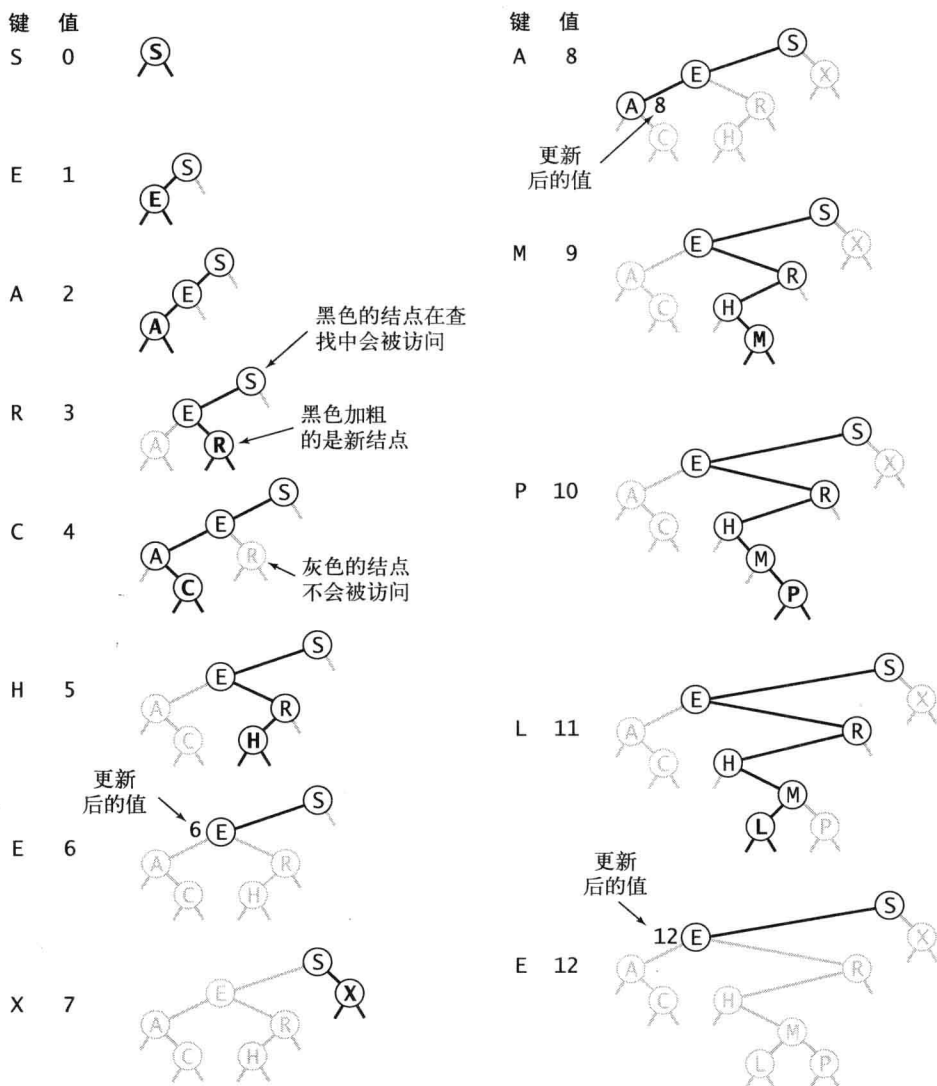 键 值
S 0
S
E 1
S
E
A 2
S
E
A
黑色的结点在查
找中会被访问
R 3
S
E
A
R
黑色加粗
的是新结点
C 4
S
E
A
R
C
灰色的结点
不会被访问
H 5
S
E
A
R
C
H
更新
后的值
E 6
S
6 E
A
R
C
H
X 7
S
E
X
A
R
C
H
键 值
A 8
S
E
X
A 8
R
C
H
更新
后的值
M 9
S
E
X
A
R
C
H
M
P 10
S
E
X
A
R
C
H
M
P
L 11
S
E
X
A
R
C
H
M
L
P
更新
后的值
E 12
S
12 E
X
A
R
C
H
M
L
P